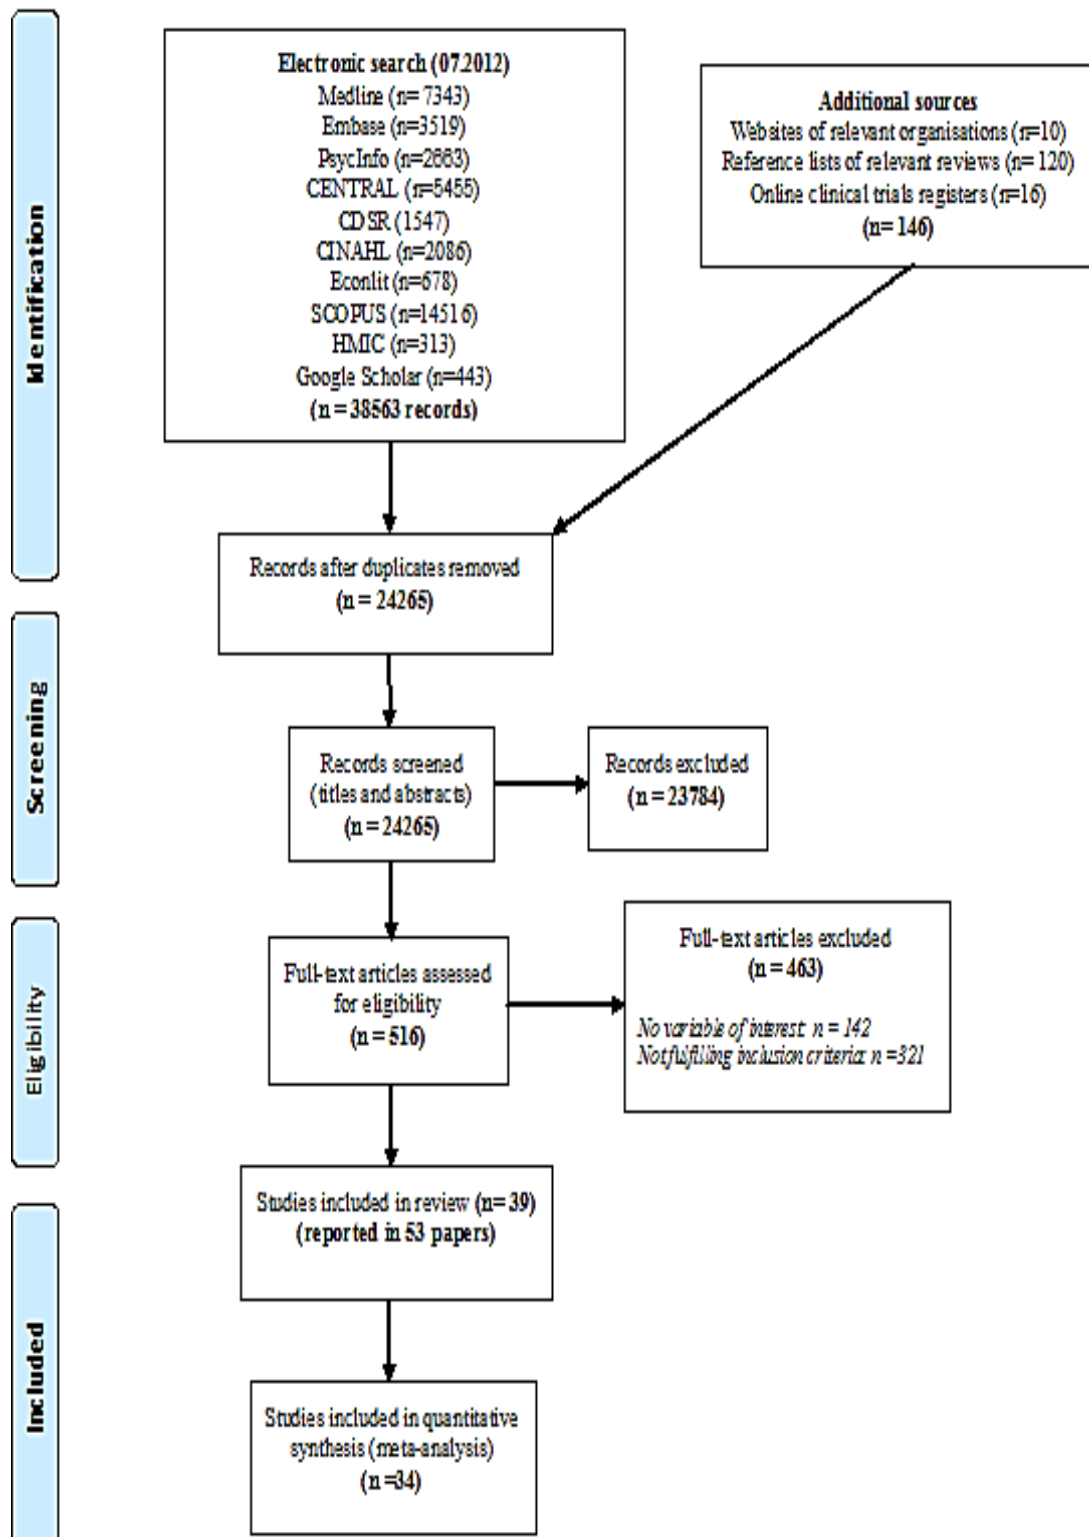 Identification
Electronic search (07.2012)
Medline (n= 7343)
Embase (n=3519)
PsycInfo (n=2663)
CENTRAL (n=5455)
CDSR (1547)
CINAHL (n=2086)
Econlit (n=678)
SCOPUS (n=14516)
HMIC (n=313)
Google Scholar (n=443)
(n = 38563 records)
Additional sources
Websites of relevant organisations (n=10)
Reference lists of relevant reviews (n= 120)
Online clinical trials registers (n=16)
(n= 146)
Records after duplicates removed
(n = 24265)
Screening
Records screened
(titles and abstracts)
(n = 24265)
Records excluded
(n = 23784)
Eligibility
Full-text articles assessed
for eligibility
(n = 516)
Full-text articles excluded
(n = 463)
No variable of interest: n = 142
Not fulfilling inclusion criteria: n =321
Included
Studies included in review (n= 39)
(reported in 53 papers)
Studies included in quantitative
synthesis (meta-analysis)
(n =34)